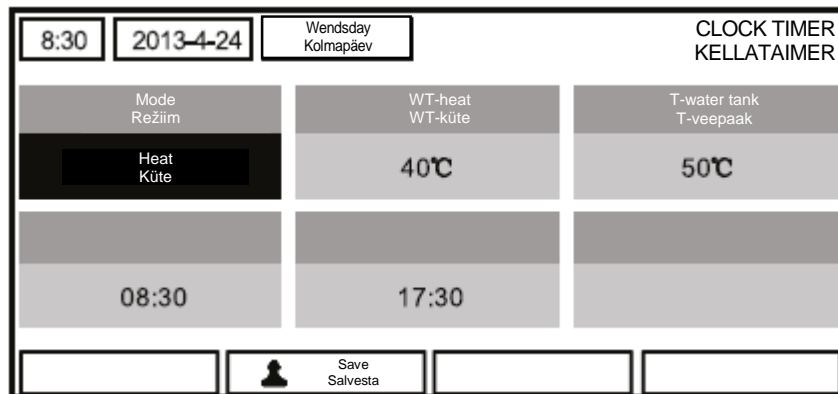 8:30
2013-4-24
Wendsday
Kolmapäev
CLOCK TIMER
KELLATAIMER
Mode
Režiim
WT-heat
WT-küte
T-water tank
T-veepaak
Heat
Küte
40℃
50℃
08:30
17:30
Save
Salvesta